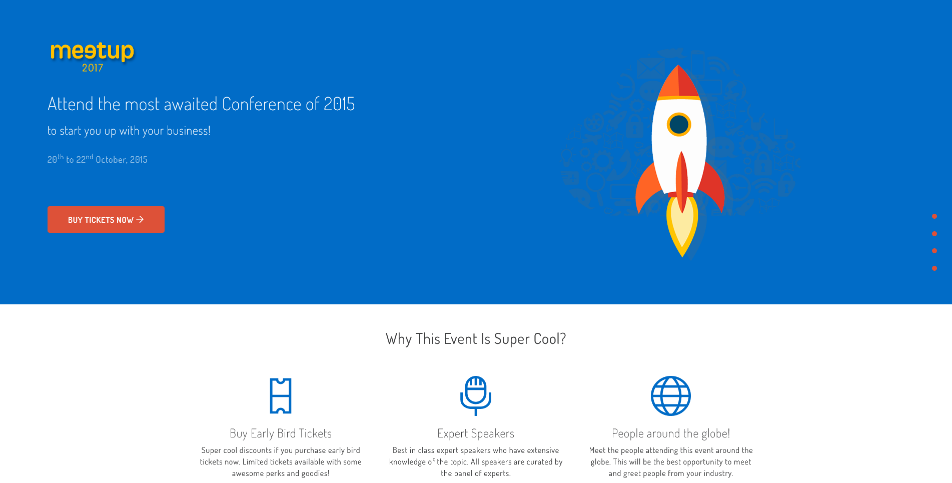 meetup
2017
Attend the most awaited Conference of 2015
to start you up with your business!
20th to 22nd October, 2015
BUY TICKETS NOW →
Why This Event Is Super Cool?
Buy Early Bird Tickets
Super cool discounts if you purchase early bird
tickets now. Limited tickets available with some
awesome perks and goodies!
Expert Speakers
Best in class expert speakers who have extensive
knowledge of the topic. All speakers are curated by
the panel of experts.
People around the globe!
Meet the people attending this event around the
globe. This will be the best opportunity to meet
and greet people from your industry.